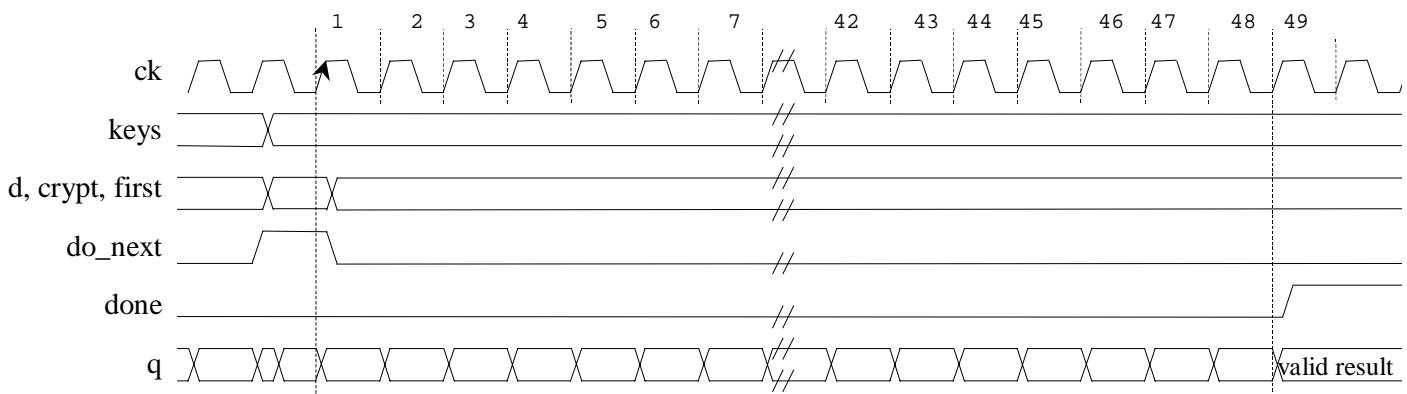 1 2 3 4 5 6 7 42 43 44 45 46 47 48 49
ck
keys
d, crypt, first
do_next
done
q
valid result